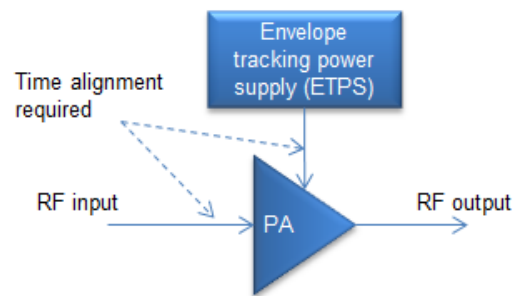 Envelope
tracking power
supply (ETPS)
Time alignment
required
RF input
PA
RF output